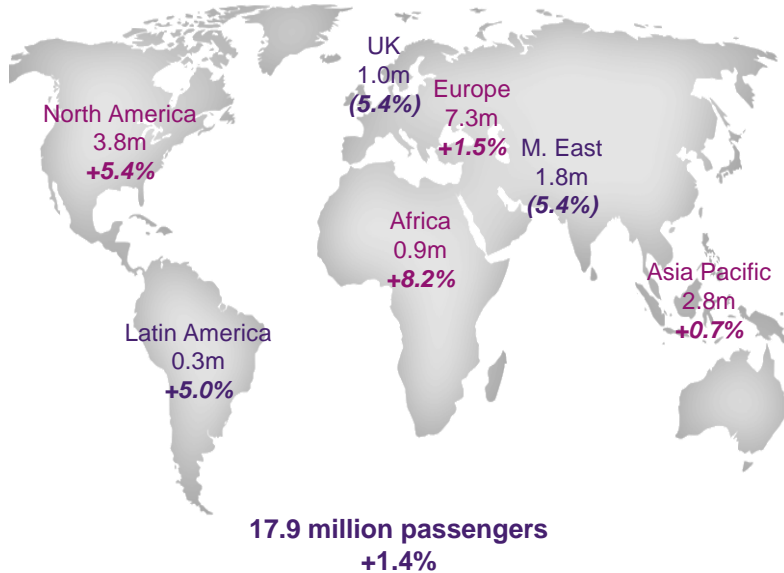 UK
1.0m
(5.4%)
Europe
7.3m
+1.5%
North America
3.8m
+5.4%
M. East
1.8m
(5.4%)
Africa
0.9m
+8.2%
Asia Pacific
2.8m
+0.7%
Latin America
0.3m
+5.0%
17.9 million passengers
+1.4%